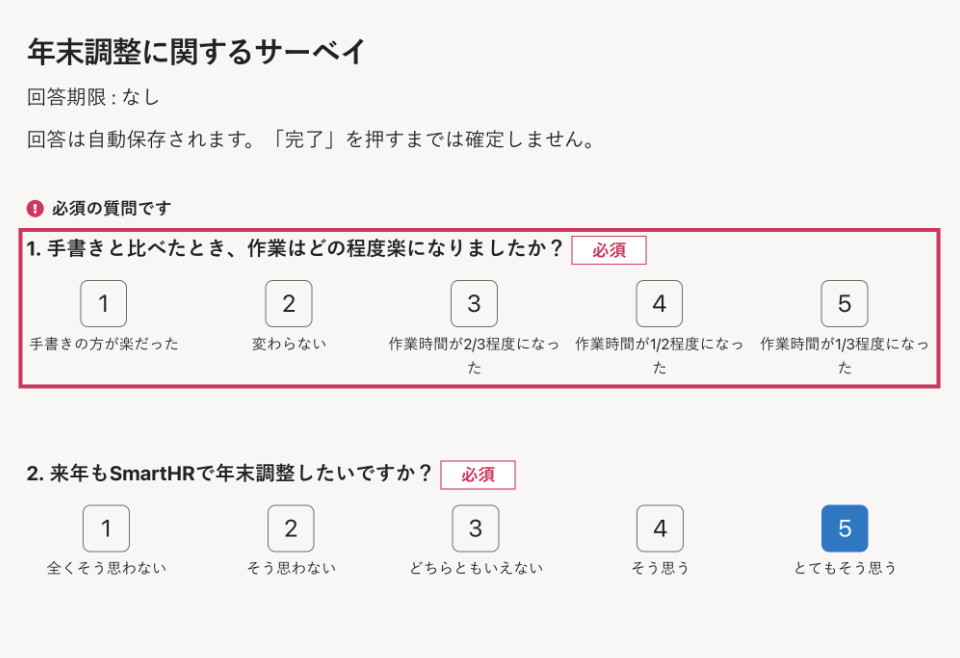 年末調整に関するサーベイ
回答期限 : なし
回答は自動保存されます。「完了」を押すまでは確定しません。
! 必須の質問です
1. 手書きと比べたとき、作業はどの程度楽になりましたか？ 必須
1 2 3 4 5
手書きの方が楽だった 変わらない 作業時間が2/3程度になっ 作業時間が1/2程度になっ 作業時間が1/3程度になっ
た た た
2. 来年もSmartHRで年末調整したいですか？ 必須
1 2 3 4 5
全くそう思わない そう思わない どちらともいえない そう思う とてもそう思う